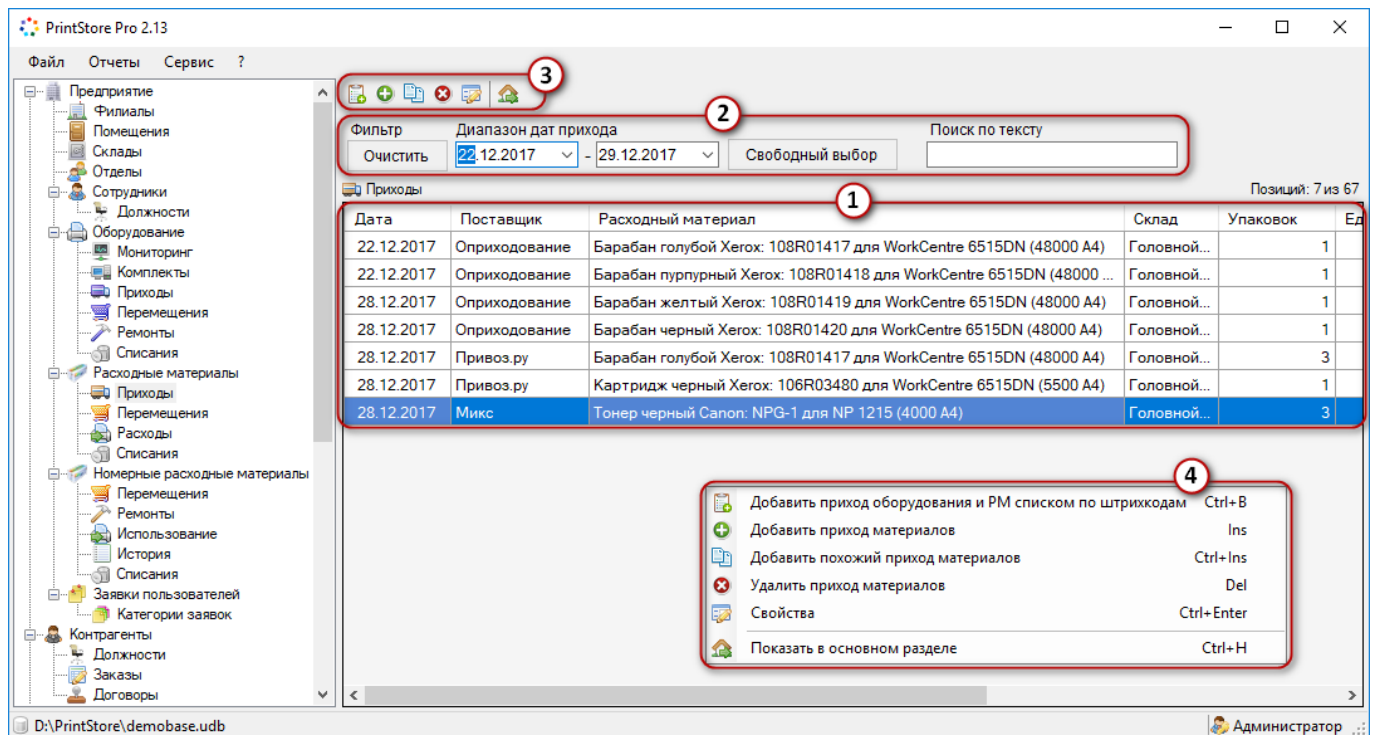 PrintStore Pro 2.13
Файл Отчеты Сервис ?
Предприятие
Филиалы
Помещения
Склады
Отделы
Сотрудники
Должности
Оборудование
Мониторинг
Комплекты
Приходы
Перемещения
Ремонты
Списания
Расходные материалы
Приходы
Перемещения
Расходы
Списания
Номерные расходные материалы
Перемещения
Ремонты
Использование
История
Списания
Заявки пользователей
Категории заявок
Контрагенты
Должности
Заказы
Договоры
3
2
Фильтр Диапазон дат прихода Поиск по тексту
Очистить 22.12.2017 - 29.12.2017 Свободный выбор
Приходы Позиций: 7 из 67
1
Дата Поставщик Расходный материал Склад Упаковок Ед
22.12.2017 Оприходование Барабан голубой Xerox: 108R01417 для WorkCentre 6515DN (48000 A4) Головной... 1
22.12.2017 Оприходование Барабан пурпурный Xerox: 108R01418 для WorkCentre 6515DN (48000 ... Головной... 1
28.12.2017 Оприходование Барабан желтый Xerox: 108R01419 для WorkCentre 6515DN (48000 A4) Головной... 1
28.12.2017 Оприходование Барабан черный Xerox: 108R01420 для WorkCentre 6515DN (48000 A4) Головной... 1
28.12.2017 Привоз.ру Барабан голубой Xerox: 108R01417 для WorkCentre 6515DN (48000 A4) Головной... 3
28.12.2017 Привоз.ру Картридж черный Xerox: 106R03480 для WorkCentre 6515DN (5500 A4) Головной... 1
28.12.2017 Микс Тонер черный Canon: NPG-1 для NP 1215 (4000 A4) Головной... 3
4
Добавить приход оборудования и РМ списком по штрихкодам Ctrl+B
Добавить приход материалов Ins
Добавить похожий приход материалов Ctrl+Ins
Удалить приход материалов Del
Свойства Ctrl+Enter
Показать в основном разделе Ctrl+H
D:\PrintStore\demobase.udb Администратор